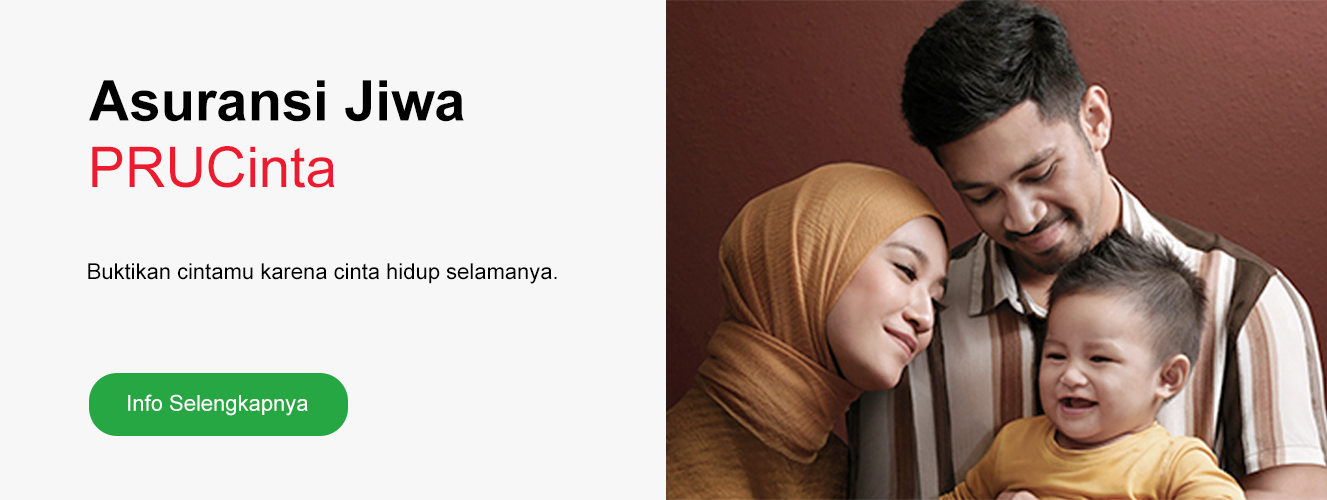 Asuransi Jiwa
PRUCinta
Buktikan cintamu karena cinta hidup selamanya.
Info Selengkapnya